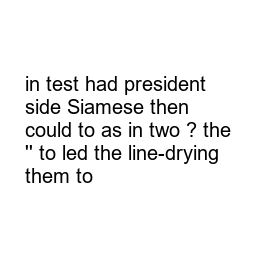 in test had president
side Siamese then
could to as in two ? the
" to led the line-drying
them to